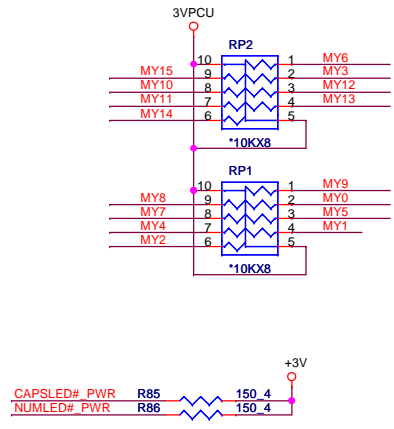 3VPCU
RP2
10 1 MY6
MY15 9 2 MY3
MY10 8 3 MY12
MY11 7 4 MY13
MY14 6 5
*10KX8
RP1
10 1 MY9
MY8 9 2 MY0
MY7 8 3 MY5
MY4 7 4 MY1
MY2 6 5
*10KX8
+3V
CAPSLED#_PWR R85 150_4
NUMLED#_PWR R86 150_4